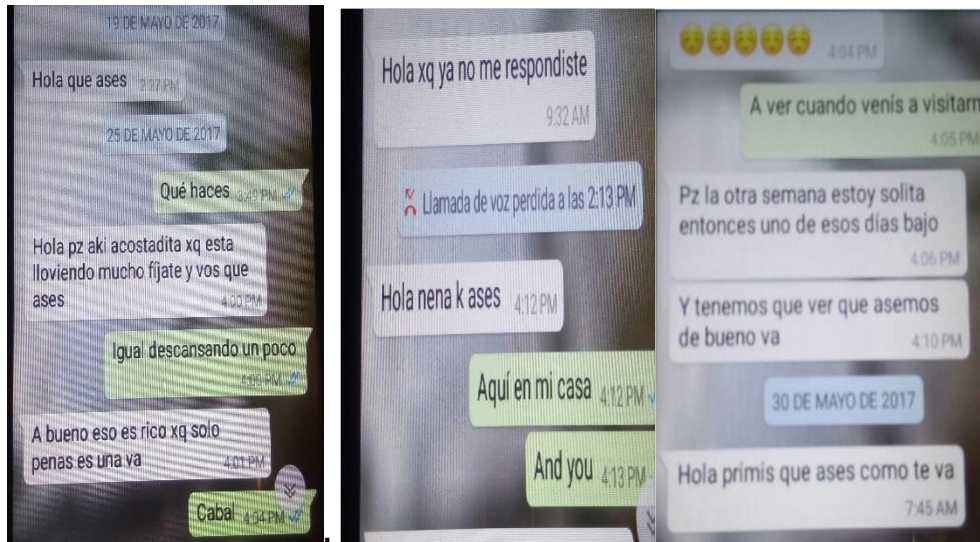 19 DE MAYO DE 2017
Hola que ases 2:27 PM
25 DE MAYO DE 2017
Qué haces 3:49 PM
Hola pz aki acostadita xq esta
lloviendo mucho fíjate y vos que
ases 4:00 PM
Igual descansando un poco
4:00 PM
A bueno eso es rico xq solo
penas es una va 4:01 PM
Cabal 4:04 PM
.
Hola xq ya no me respondiste
9:32 AM
Llamada de voz perdida a las 2:13 PM
Hola nena k ases 4:12 PM
Aquí en mi casa 4:12 PM
And you 4:13 PM
😌😌😌😌😌 4:04 PM
A ver cuando venís a visitarm
4:05 PM
Pz la otra semana estoy solita
entonces uno de esos días bajo
4:06 PM
Y tenemos que ver que asemos
de bueno va 4:10 PM
30 DE MAYO DE 2017
Hola primis que ases como te va
7:45 AM